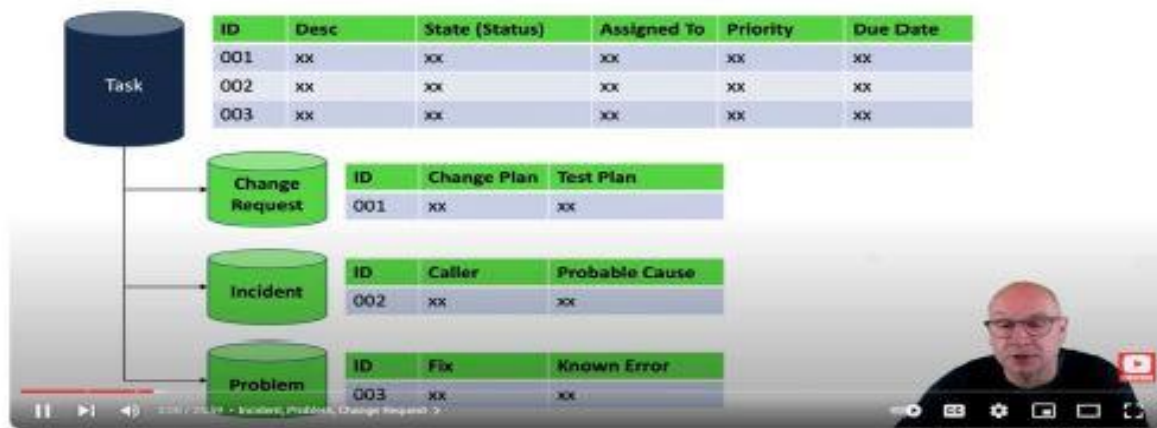 ID Desc State (Status) Assigned To Priority Due Date
Task
001 xx xx xx xx xx
002 xx xx xx xx xx
003 xx xx xx xx xx
Change Request
ID Change Plan Test Plan
001 xx xx
Incident
ID Caller Probable Cause
002 xx xx
Problem
ID Fix Known Error
003 xx xx
Incident, Problem, Change Request >
CC